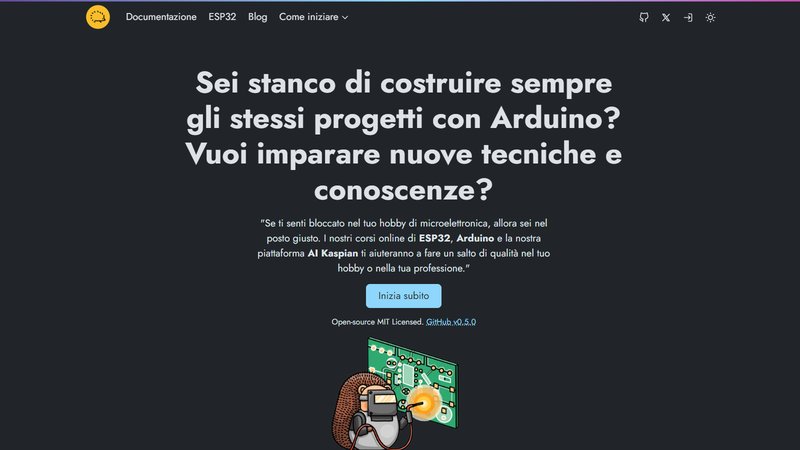 Documentazione ESP32 Blog Come iniziare
Sei stanco di costruire sempre
gli stessi progetti con Arduino?
Vuoi imparare nuove tecniche e
conoscenze?
"Se ti senti bloccato nel tuo hobby di microelettronica, allora sei nel
posto giusto. I nostri corsi online di ESP32, Arduino e la nostra
piattaforma AI Kaspian ti aiuteranno a fare un salto di qualità nel tuo
hobby o nella tua professione."
Inizia subito
Open-source MIT Licensed. GitHub v0.5.0